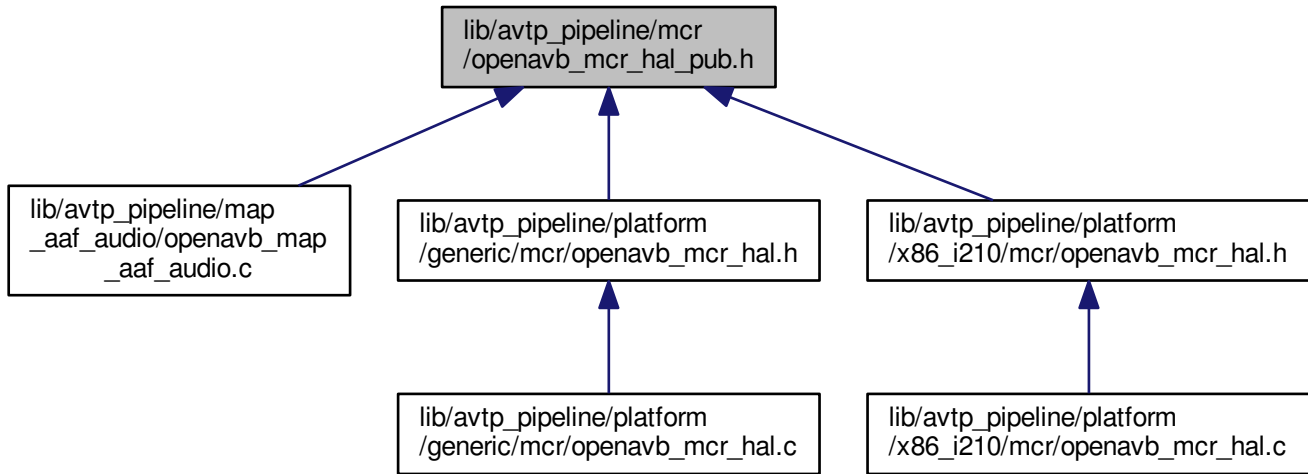 lib/avtp_pipeline/mcr
/openavb_mcr_hal_pub.h
lib/avtp_pipeline/map
_aaf_audio/openavb_map
_aaf_audio.c
lib/avtp_pipeline/platform
/generic/mcr/openavb_mcr_hal.h
lib/avtp_pipeline/platform
/x86_i210/mcr/openavb_mcr_hal.h
lib/avtp_pipeline/platform
/generic/mcr/openavb_mcr_hal.c
lib/avtp_pipeline/platform
/x86_i210/mcr/openavb_mcr_hal.c